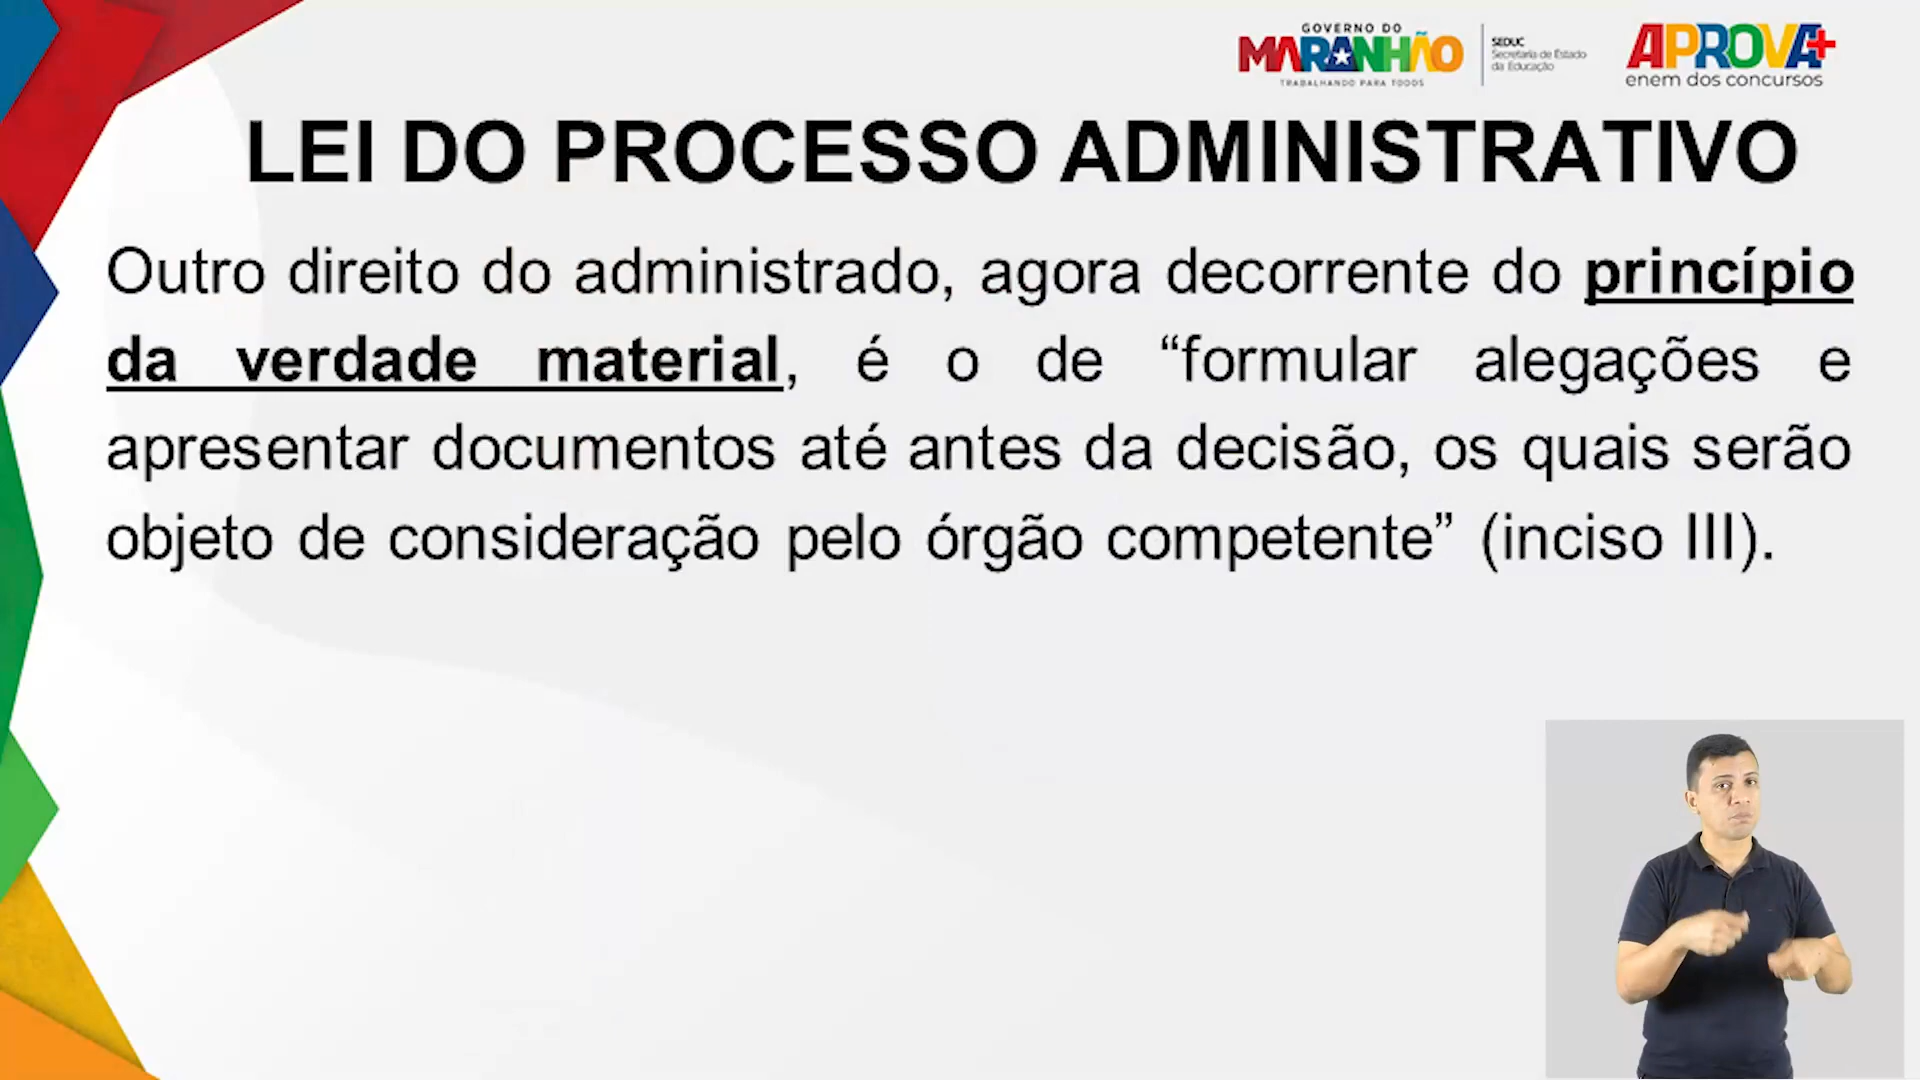 GOVERNO DO
MARANHÃO
TRABALHANDO PARA TODOS
SEDUC
Secretaria de Estado
da Educação
APROVA+
enem dos concursos
LEI DO PROCESSO ADMINISTRATIVO
Outro direito do administrado, agora decorrente do princípio
da verdade material, é o de “formular alegações e
apresentar documentos até antes da decisão, os quais serão
objeto de consideração pelo órgão competente” (inciso III).